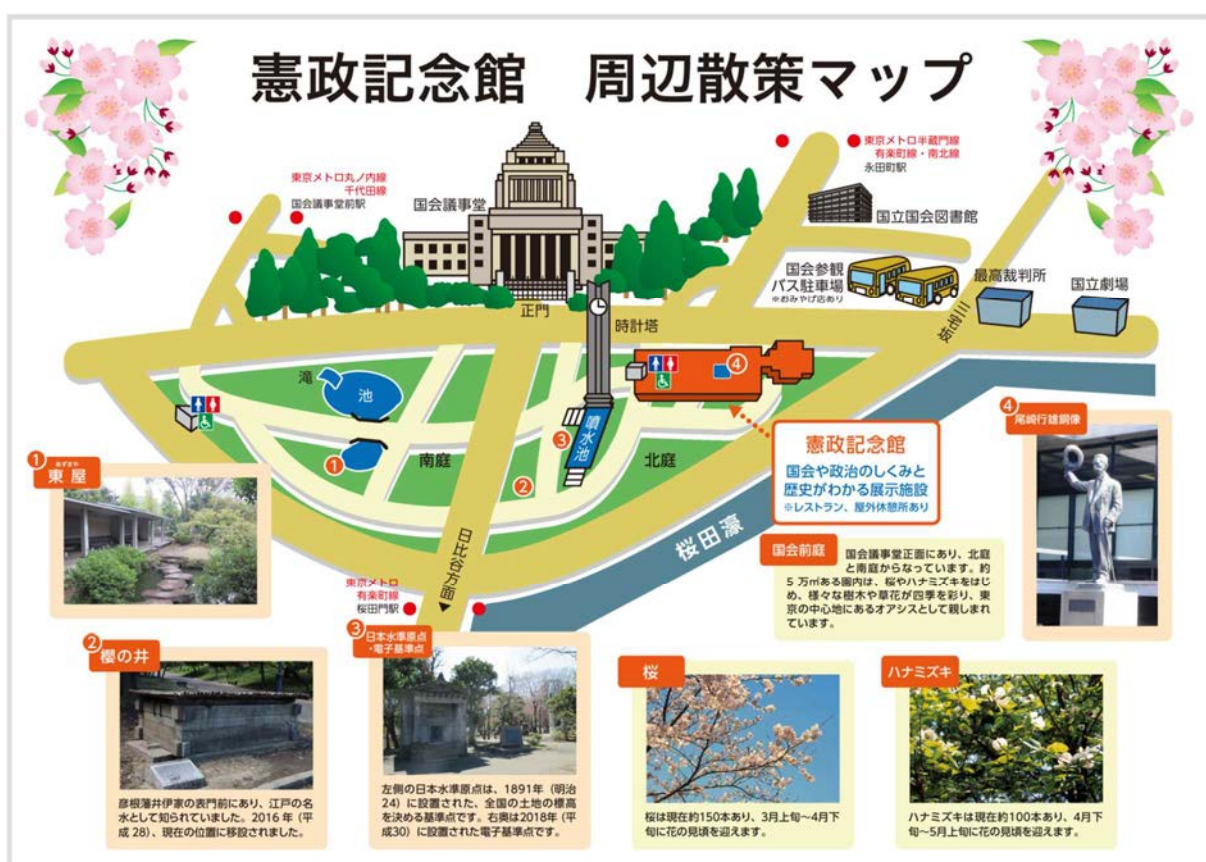 憲政記念館 周辺散策マップ
東京メトロ丸ノ内線
千代田線
国会議事堂前駅
国会議事堂
東京メトロ半蔵門線
有楽町線・南北線
永田町駅
国立国会図書館
国会参観
バス駐車場
※おみやげ店あり
最高裁判所
国立劇場
三宅坂
正門
時計塔
滝
池
④
①
南庭
②
③
噴水池
北庭
憲政記念館
国会や政治のしくみと
歴史がわかる展示施設
※レストラン、屋外休憩所あり
桜田濠
日比谷方面
東京メトロ
有楽町線
桜田門駅
① あずまや
東屋
④ 尾崎行雄銅像
国会前庭
国会議事堂正面にあり、北庭
と南庭からなっています。約
5 万㎡ある園内は、桜やハナミズキをはじ
め、様々な樹木や草花が四季を彩り、東
京の中心地にあるオアシスとして親しまれ
ています。
② 櫻の井
彦根藩井伊家の表門前にあり、江戸の名
水として知られていました。2016 年（平
成 28）、現在の位置に移設されました。
③ 日本水準原点
・電子基準点
左側の日本水準原点は、1891年（明治
24）に設置された、全国の土地の標高
を決める基準点です。右奥は2018年（平
成30）に設置された電子基準点です。
桜
桜は現在約150本あり、3月上旬～4月下
旬に花の見頃を迎えます。
ハナミズキ
ハナミズキは現在約100本あり、4月下
旬～5月上旬に花の見頃を迎えます。